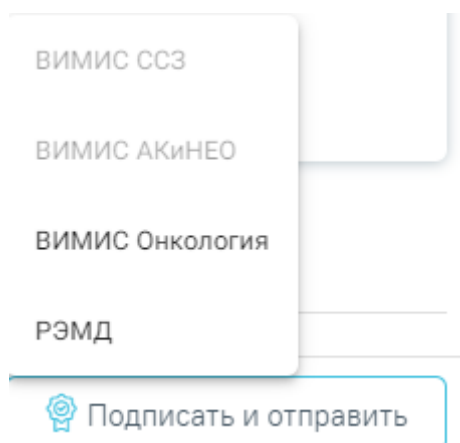 ВИМИС ССЗ
ВИМИС АКиНЕО
ВИМИС Онкология
РЭМД
Подписать и отправить